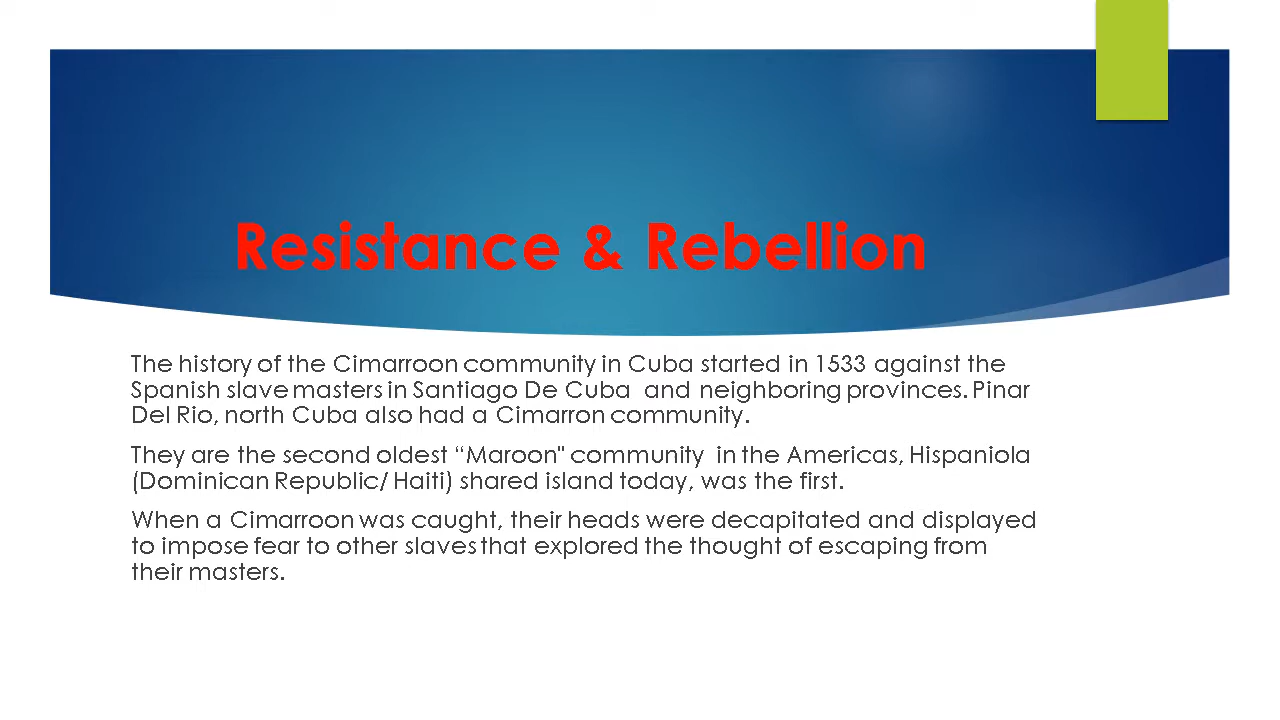 Resistance & Rebellion
The history of the Cimarroon community in Cuba started in 1533 against the
Spanish slave masters in Santiago De Cuba and neighboring provinces. Pinar
Del Rio, north Cuba also had a Cimarron community.
They are the second oldest “Maroon" community in the Americas, Hispaniola
(Dominican Republic/ Haiti) shared island today, was the first.
When a Cimarroon was caught, their heads were decapitated and displayed
to impose fear to other slaves that explored the thought of escaping from
their masters.